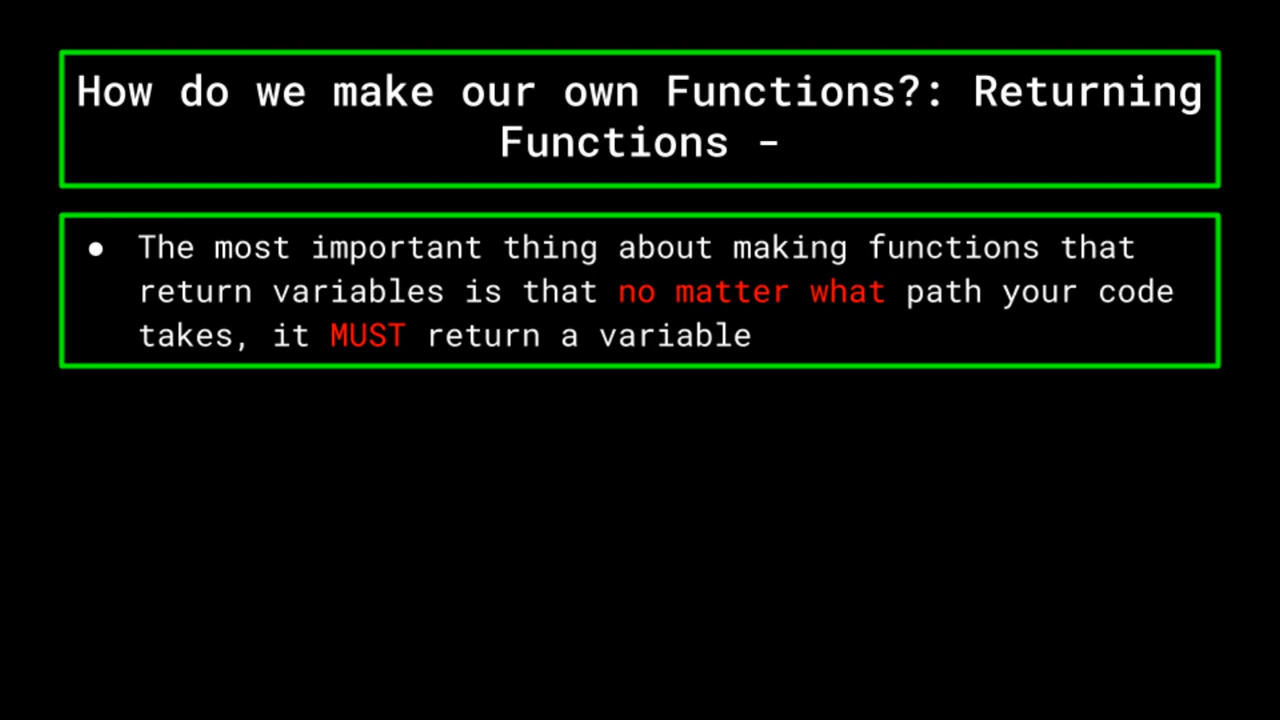 How do we make our own Functions?: Returning
Functions -
● The most important thing about making functions that
return variables is that no matter what path your code
takes, it MUST return a variable